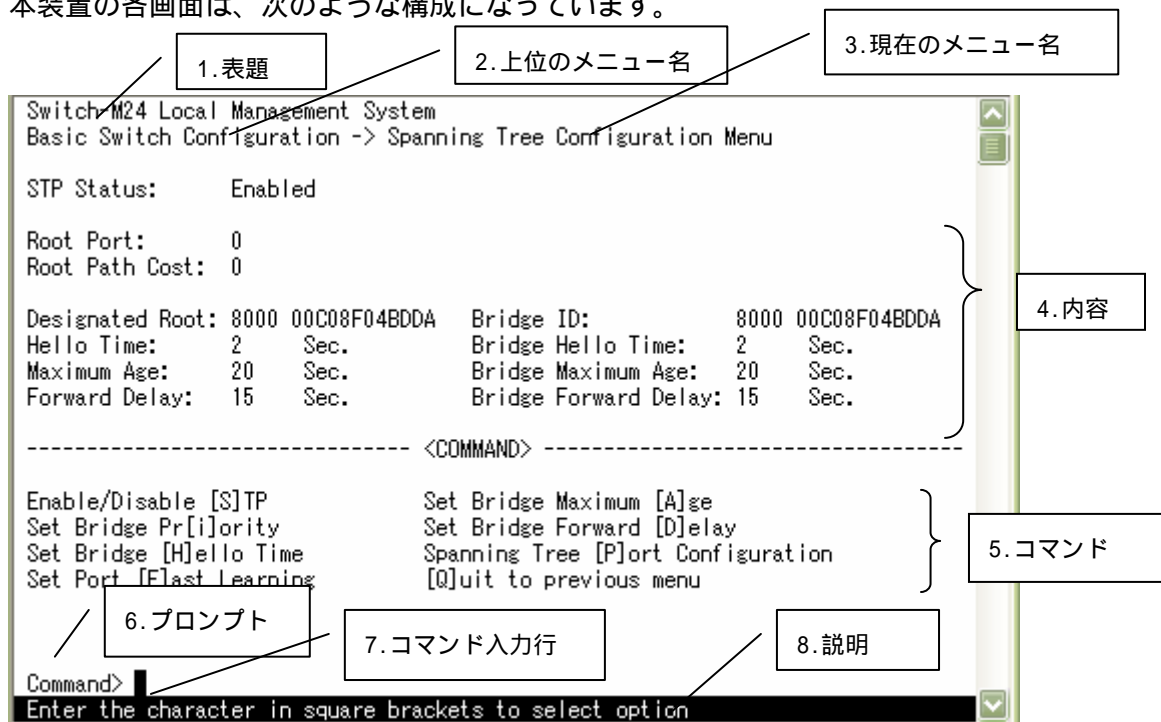 本装置の各画面は、次のような構成になっています。
1.表題
2.上位のメニュー名
3.現在のメニュー名
Switch-M24 Local Management System
Basic Switch Configuration -> Spanning Tree Configuration Menu
STP Status: Enabled
Root Port: 0
Root Path Cost: 0
4.内容
Designated Root: 8000 00C08F04BDDA Bridge ID: 8000 00C08F04BDDA
Hello Time: 2 Sec. Bridge Hello Time: 2 Sec.
Maximum Age: 20 Sec. Bridge Maximum Age: 20 Sec.
Forward Delay: 15 Sec. Bridge Forward Delay: 15 Sec.
-------------------------------- <COMMAND> -----------------------------------
Enable/Disable [S]TP Set Bridge Maximum [A]ge
Set Bridge Pr[i]ority Set Bridge Forward [D]elay
Set Bridge [H]ello Time Spanning Tree [P]ort Configuration
Set Port [F]ast Learning [Q]uit to previous menu
5.コマンド
6.プロンプト
7.コマンド入力行
8.説明
Command>
Enter the character in square brackets to select option